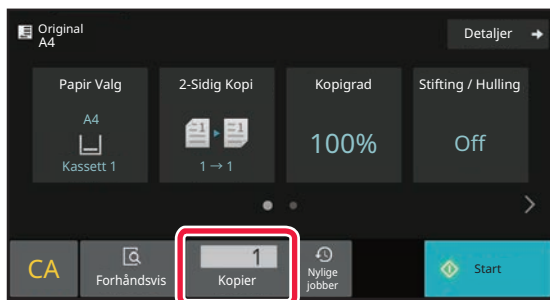 Original
A4
Detaljer
Papir Valg
A4
Kassett 1
2-Sidig Kopi
1 → 1
Kopigrad
100%
Stifting / Hulling
Off
CA
Forhåndsvis
1
Kopier
Nylige
jobber
Start